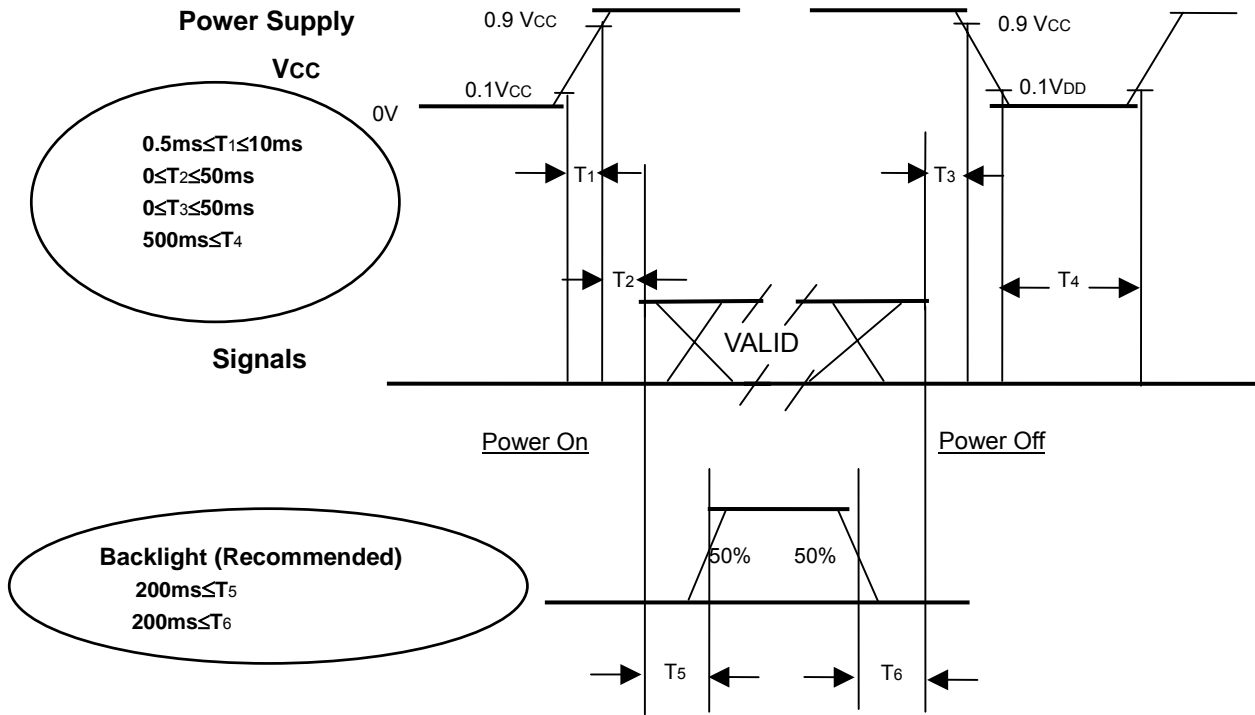 Power Supply
VCC
0.9 VCC
0.9 VCC
0.1VCC
0.1VDD
0V
0.5ms≤T1≤10ms
0≤T2≤50ms
0≤T3≤50ms
500ms≤T4
T1
T3
T2
T4
VALID
Signals
Power On
Power Off
Backlight (Recommended)
200ms≤T5
200ms≤T6
50%
50%
T5
T6